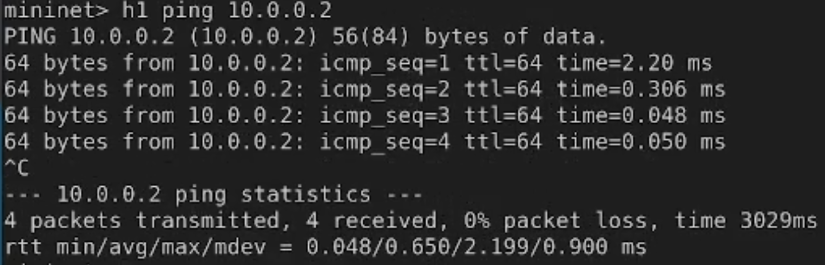 mininet> h1 ping 10.0.0.2
PING 10.0.0.2 (10.0.0.2) 56(84) bytes of data.
64 bytes from 10.0.0.2: icmp_seq=1 ttl=64 time=2.20 ms
64 bytes from 10.0.0.2: icmp_seq=2 ttl=64 time=0.306 ms
64 bytes from 10.0.0.2: icmp_seq=3 ttl=64 time=0.048 ms
64 bytes from 10.0.0.2: icmp_seq=4 ttl=64 time=0.050 ms
^C
--- 10.0.0.2 ping statistics ---
4 packets transmitted, 4 received, 0% packet loss, time 3029ms
rtt min/avg/max/mdev = 0.048/0.650/2.199/0.900 ms